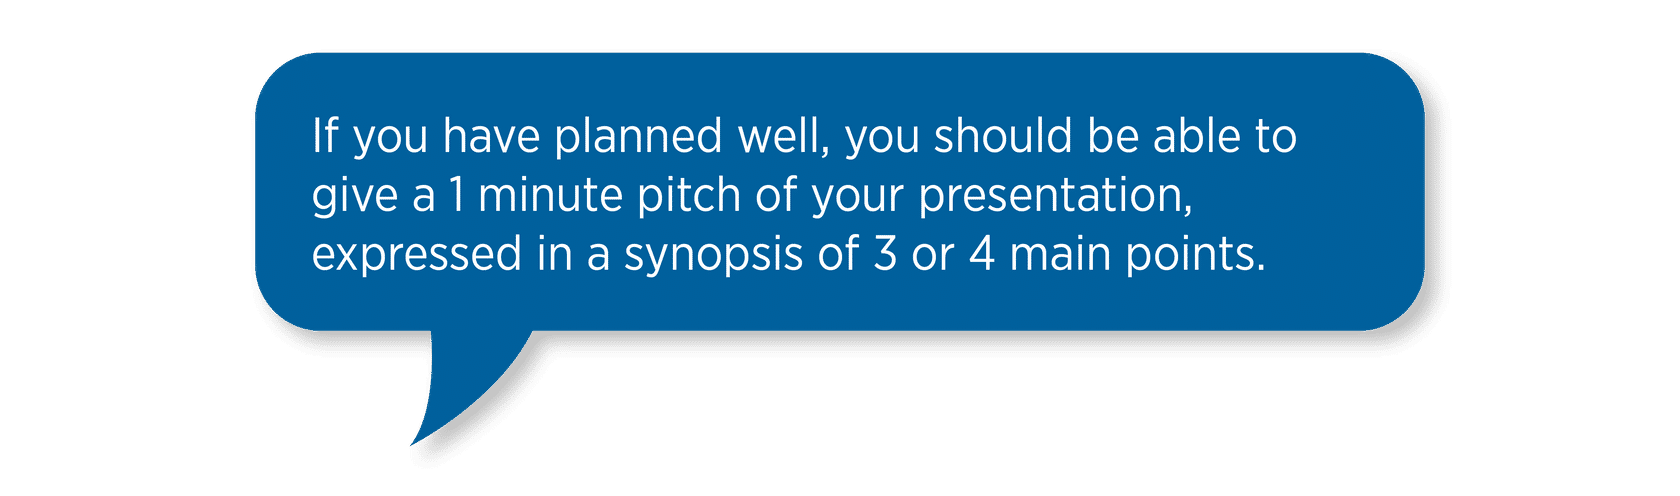 If you have planned well, you should be able to
give a 1 minute pitch of your presentation,
expressed in a synopsis of 3 or 4 main points.